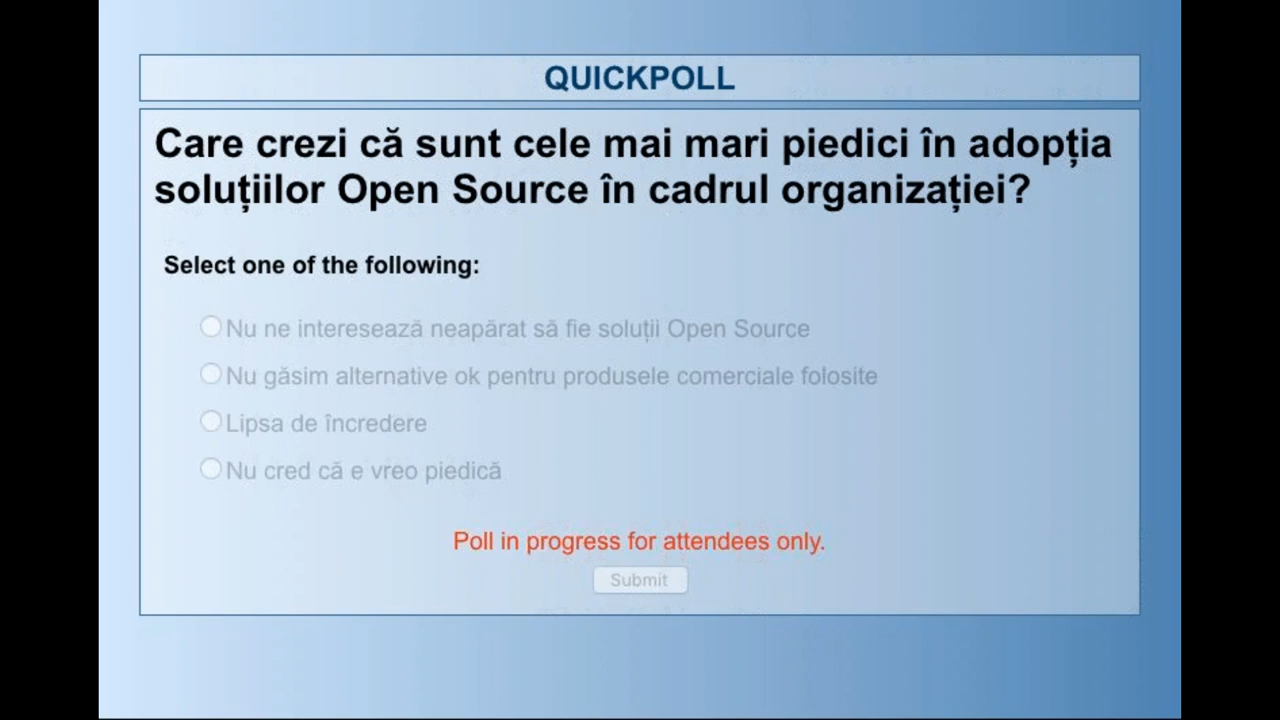 QUICKPOLL
Care crezi că sunt cele mai mari piedici în adopția
soluțiilor Open Source în cadrul organizației?
Select one of the following:
Nu ne interesează neapărat să fie soluții Open Source
Nu găsim alternative ok pentru produsele comerciale folosite
Lipsa de încredere
Nu cred că e vreo piedică
Poll in progress for attendees only.
Submit